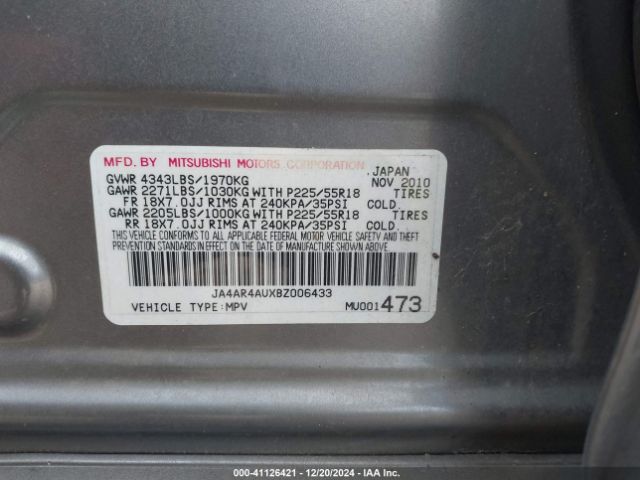 MFD. BY MITSUBISHI MOTORS CORPORATION JAPAN
GVWR 4343LBS/1970KG NOV 2010
GAWR 2271LBS/1030KG WITH P225/55R18 TIRES
FR 18X7.0JJ RIMS AT 240KPA/35PSI COLD.
GAWR 2205LBS/1000KG WITH P225/55R18 TIRES
RR 18X7.0JJ RIMS AT 240KPA/35PSI COLD.
THIS VEHICLE CONFORMS TO ALL APPLICABLE FEDERAL MOTOR VEHICLE SAFETY AND THEFT
PREVENTION STANDARDS IN EFFECT ON THE DATE OF MANUFACTURE SHOWN ABOVE.
JA4AR4AUXBZ006433
VEHICLE TYPE:MPV MU001473
000-41126421 - 12/20/2024 - IAA Inc.